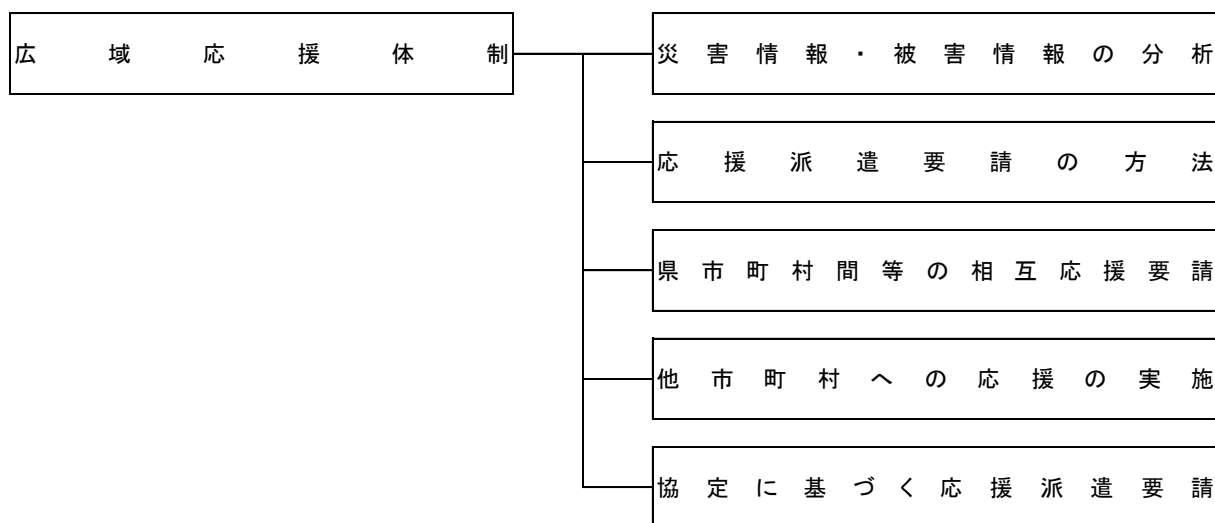 広域応援体制
災害情報・被害情報の分析
応援派遣要請の方法
県市町村間等の相互応援要請
他市町村への応援の実施
協定に基づく応援派遣要請